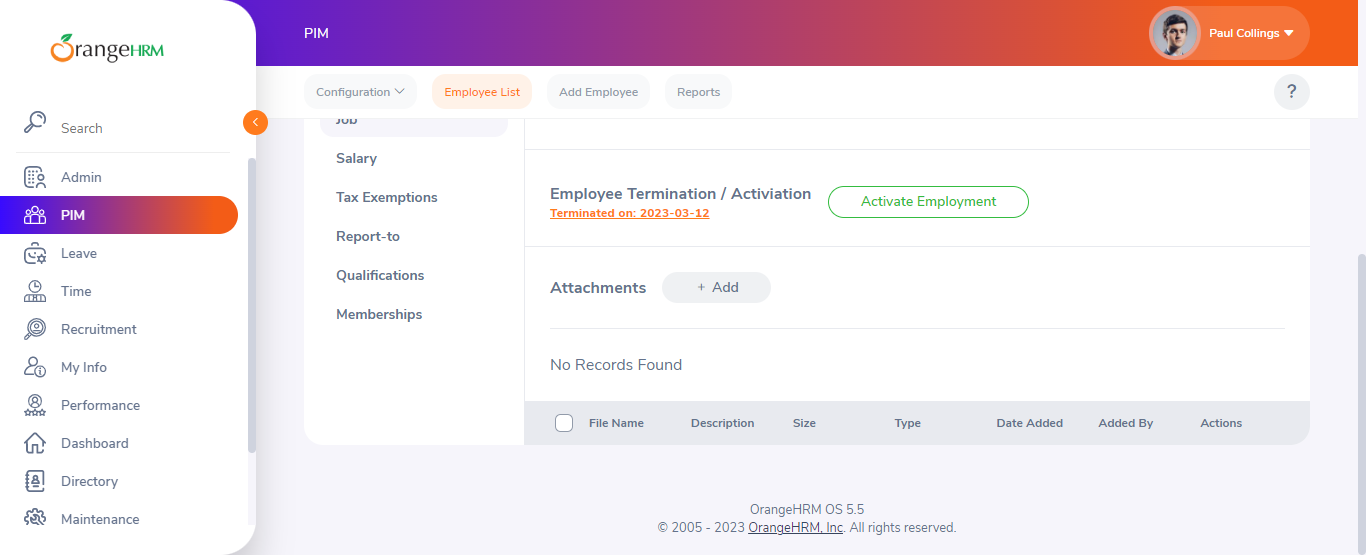 OrangeHRM
PIM
Paul Collings
Configuration
Employee List
Add Employee
Reports
?
Search
Admin
PIM
Leave
Time
Recruitment
My Info
Performance
Dashboard
Directory
Maintenance
Job
Salary
Tax Exemptions
Report-to
Qualifications
Memberships
Employee Termination / Activiation
Terminated on: 2023-03-12
Activate Employment
Attachments
+ Add
No Records Found
File Name Description Size Type Date Added Added By Actions
OrangeHRM OS 5.5
© 2005 - 2023 OrangeHRM, Inc. All rights reserved.